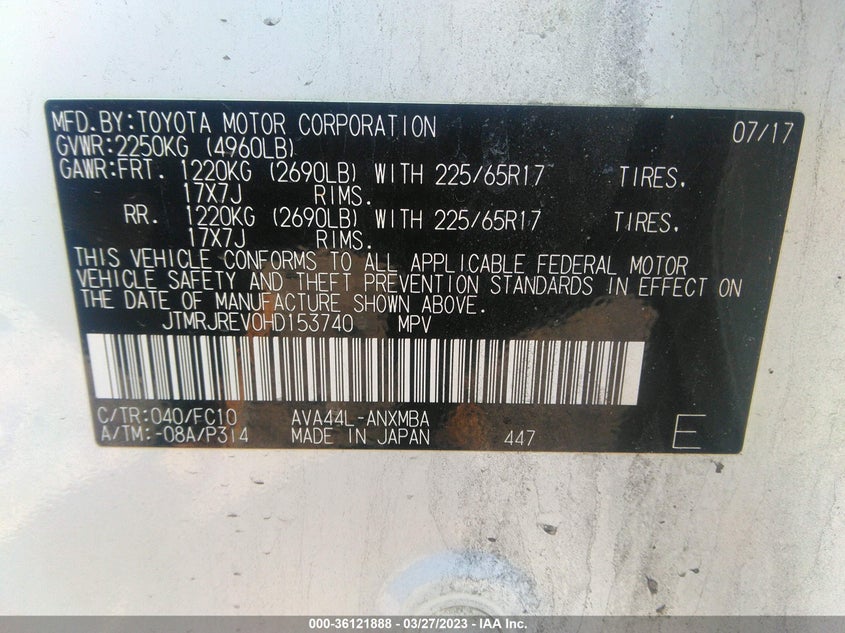 MFD.BY:TOYOTA MOTOR CORPORATION 07/17
GVWR:2250KG (4960LB)
GAWR:FRT. 1220KG (2690LB) WITH 225/65R17 TIRES.
17X7J RIMS.
RR. 1220KG (2690LB) WITH 225/65R17 TIRES.
17X7J RIMS.
THIS VEHICLE CONFORMS TO ALL APPLICABLE FEDERAL MOTOR
VEHICLE SAFETY AND THEFT PREVENTION STANDARDS IN EFFECT ON
THE DATE OF MANUFACTURE SHOWN ABOVE.
JTMRJREV0HD153740 MPV
C/TR:040/FC10 AVA44L-ANXMBA
A/TM:-08A/P314 MADE IN JAPAN 447 E
000-36121888 - 03/27/2023 - IAA Inc.